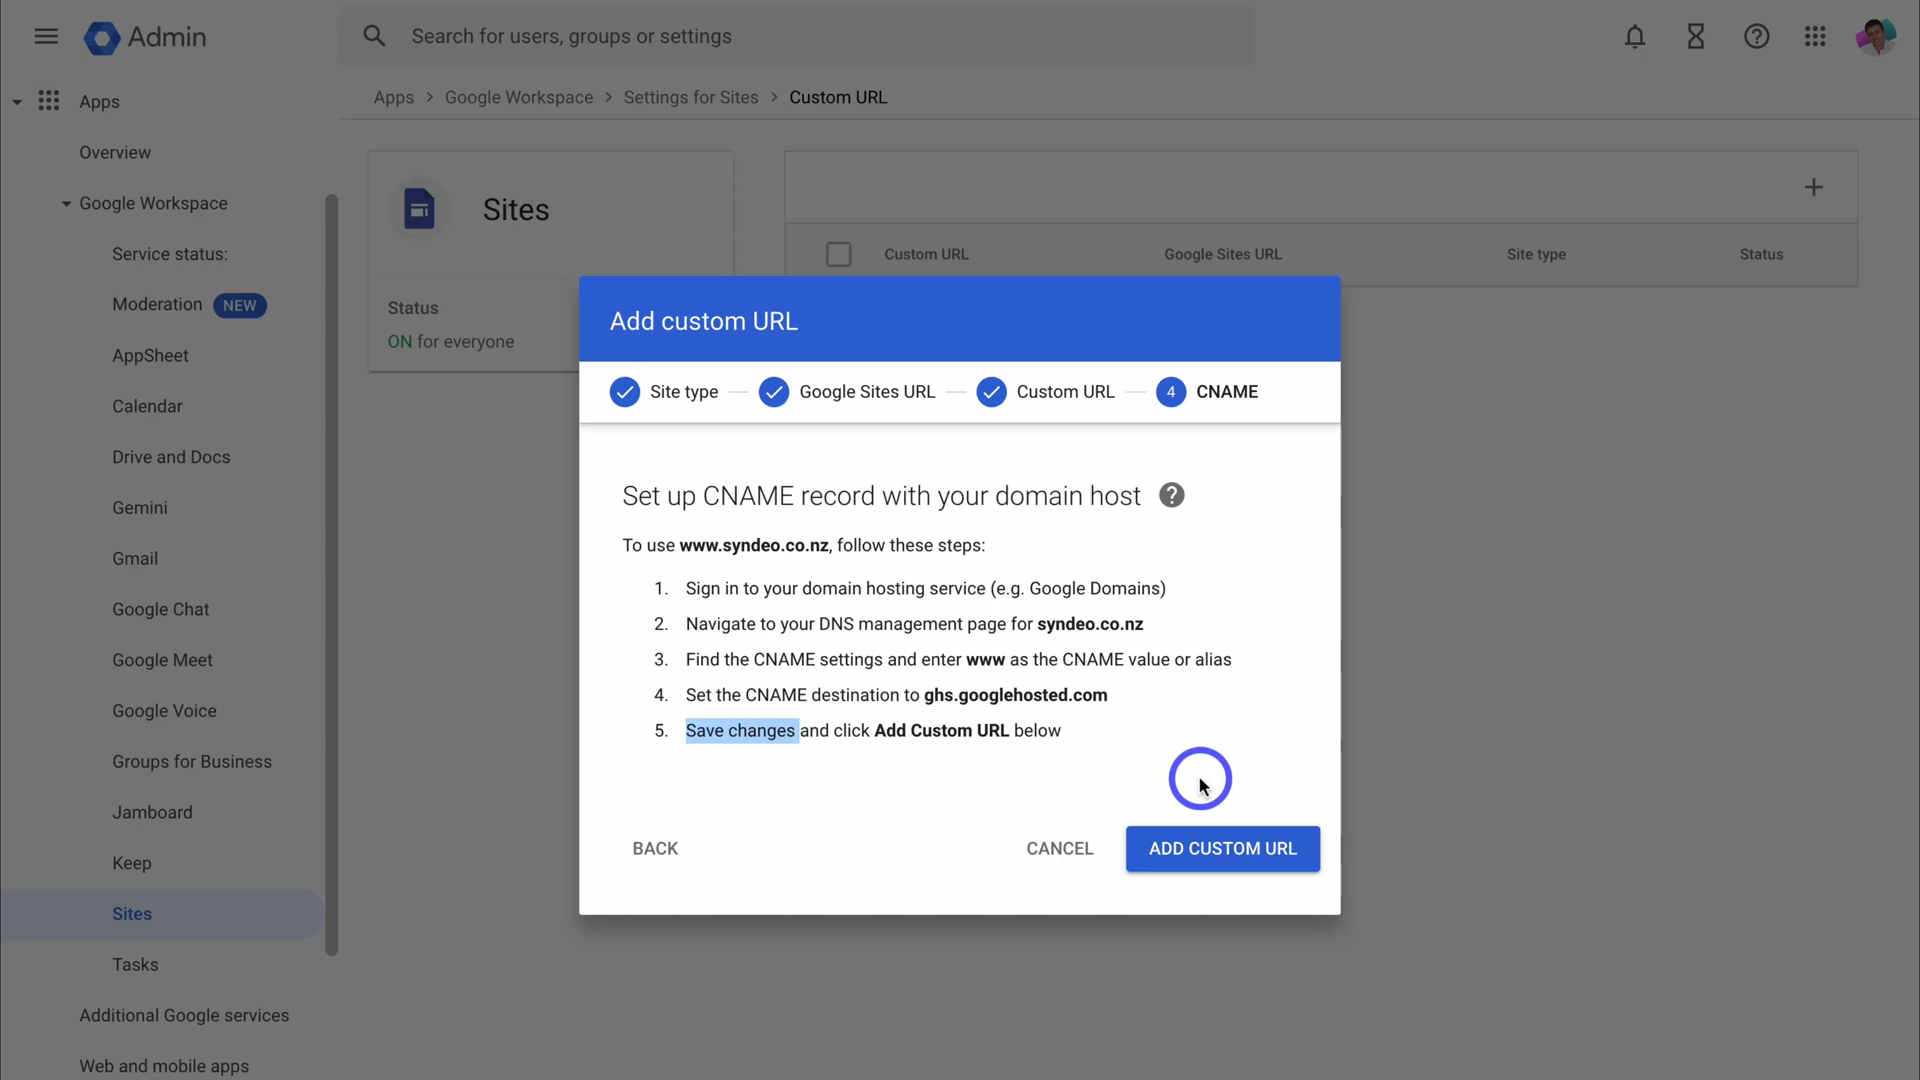 Admin
Search for users, groups or settings
Apps
Overview
Google Workspace
Service status:
Moderation NEW
AppSheet
Calendar
Drive and Docs
Gemini
Gmail
Google Chat
Google Meet
Google Voice
Groups for Business
Jamboard
Keep
Sites
Tasks
Additional Google services
Web and mobile apps
Apps > Google Workspace > Settings for Sites > Custom URL
Sites
Status
ON for everyone
Custom URL Google Sites URL Site type Status
Add custom URL
Site type Google Sites URL Custom URL 4 CNAME
Set up CNAME record with your domain host
To use www.syndeo.co.nz, follow these steps:
1. Sign in to your domain hosting service (e.g. Google Domains)
2. Navigate to your DNS management page for syndeo.co.nz
3. Find the CNAME settings and enter www as the CNAME value or alias
4. Set the CNAME destination to ghs.googlehosted.com
5. Save changes and click Add Custom URL below
BACK CANCEL ADD CUSTOM URL